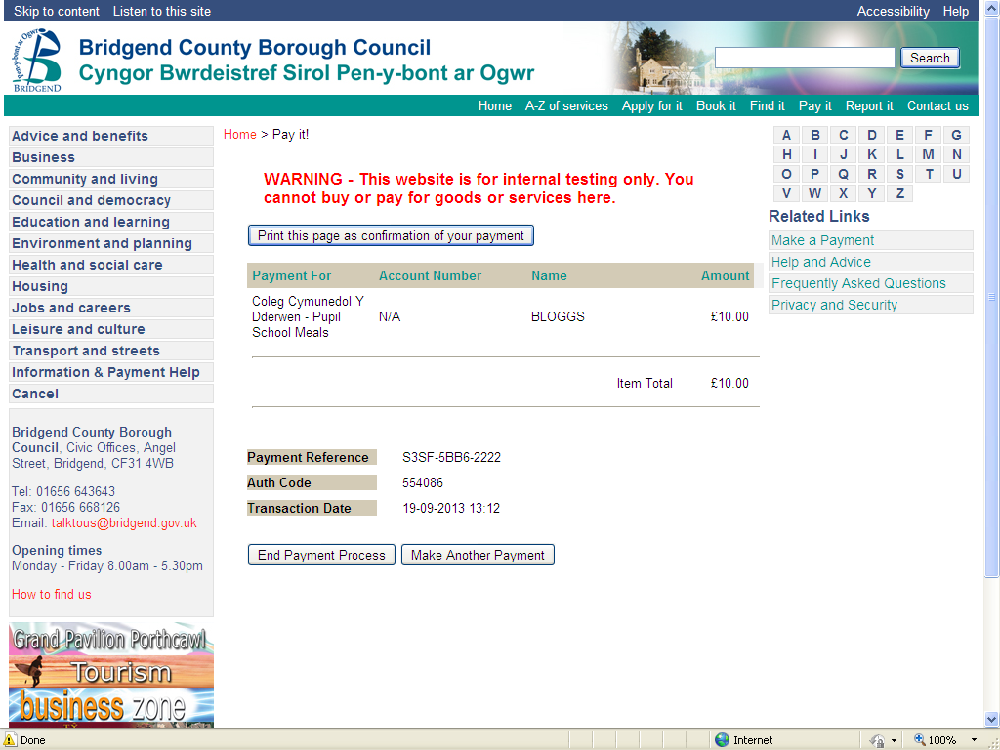 Skip to content Listen to this site Accessibility Help
BRIDGEND
Bridgend County Borough Council
Cyngor Bwrdeistref Sirol Pen-y-bont ar Ogwr
Search
Home A-Z of services Apply for it Book it Find it Pay it Report it Contact us
Advice and benefits
Business
Community and living
Council and democracy
Education and learning
Environment and planning
Health and social care
Housing
Jobs and careers
Leisure and culture
Transport and streets
Information & Payment Help
Cancel
Bridgend County Borough
Council, Civic Offices, Angel
Street, Bridgend, CF31 4WB
Tel: 01656 643643
Fax: 01656 668126
Email: talktous@bridgend.gov.uk
Opening times
Monday - Friday 8.00am - 5.30pm
How to find us
Grand Pavilion Porthcawl
Tourism
business zone
Home > Pay it!
WARNING - This website is for internal testing only. You
cannot buy or pay for goods or services here.
Print this page as confirmation of your payment
Payment For Account Number Name Amount
Coleg Cymunedol Y
Dderwen - Pupil
School Meals
N/A BLOGGS £10.00
Item Total £10.00
Payment Reference S3SF-5BB6-2222
Auth Code 554086
Transaction Date 19-09-2013 13:12
End Payment Process Make Another Payment
A B C D E F G
H I J K L M N
O P Q R S T U
V W X Y Z
Related Links
Make a Payment
Help and Advice
Frequently Asked Questions
Privacy and Security
Done Internet 100%